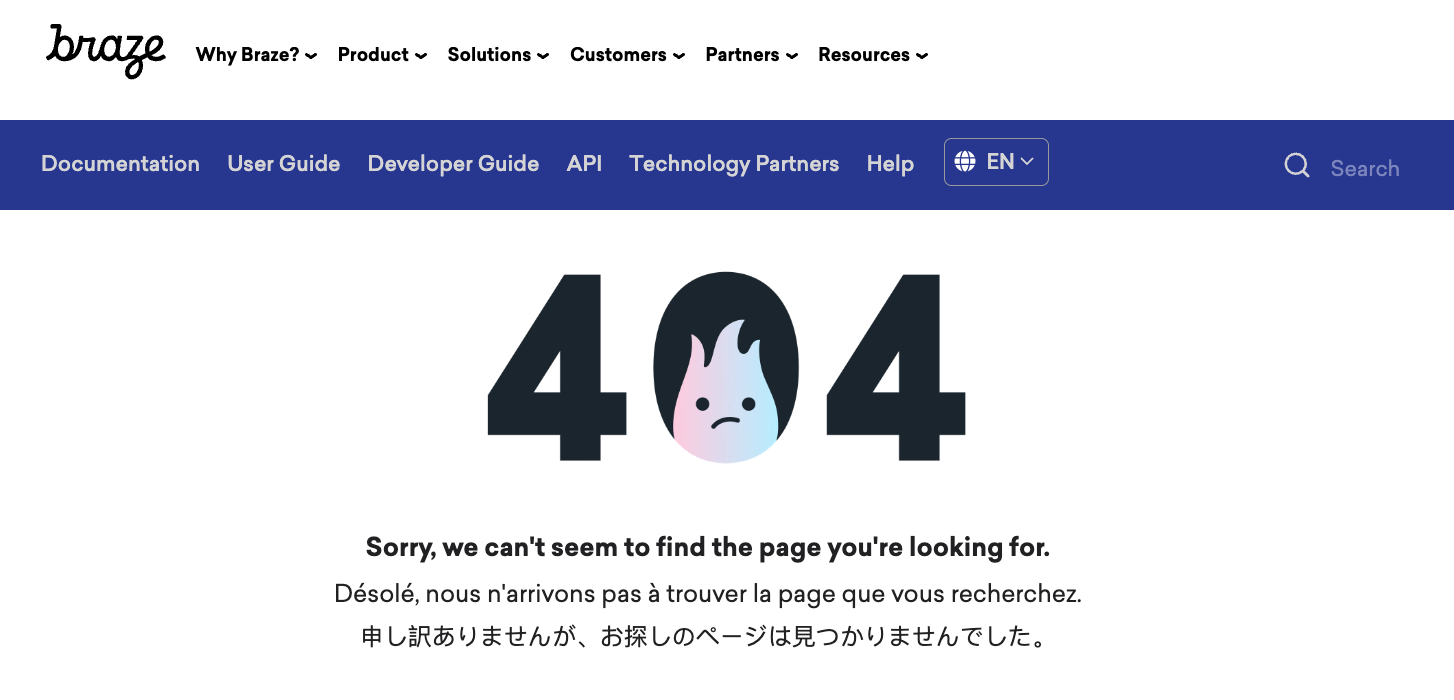 braze
Why Braze? Product Solutions Customers Partners Resources
Documentation User Guide Developer Guide API Technology Partners Help EN Search
404
Sorry, we can't seem to find the page you're looking for.
Désolé, nous n'arrivons pas à trouver la page que vous recherchez.
申し訳ありませんが、お探しのページは見つかりませんでした。